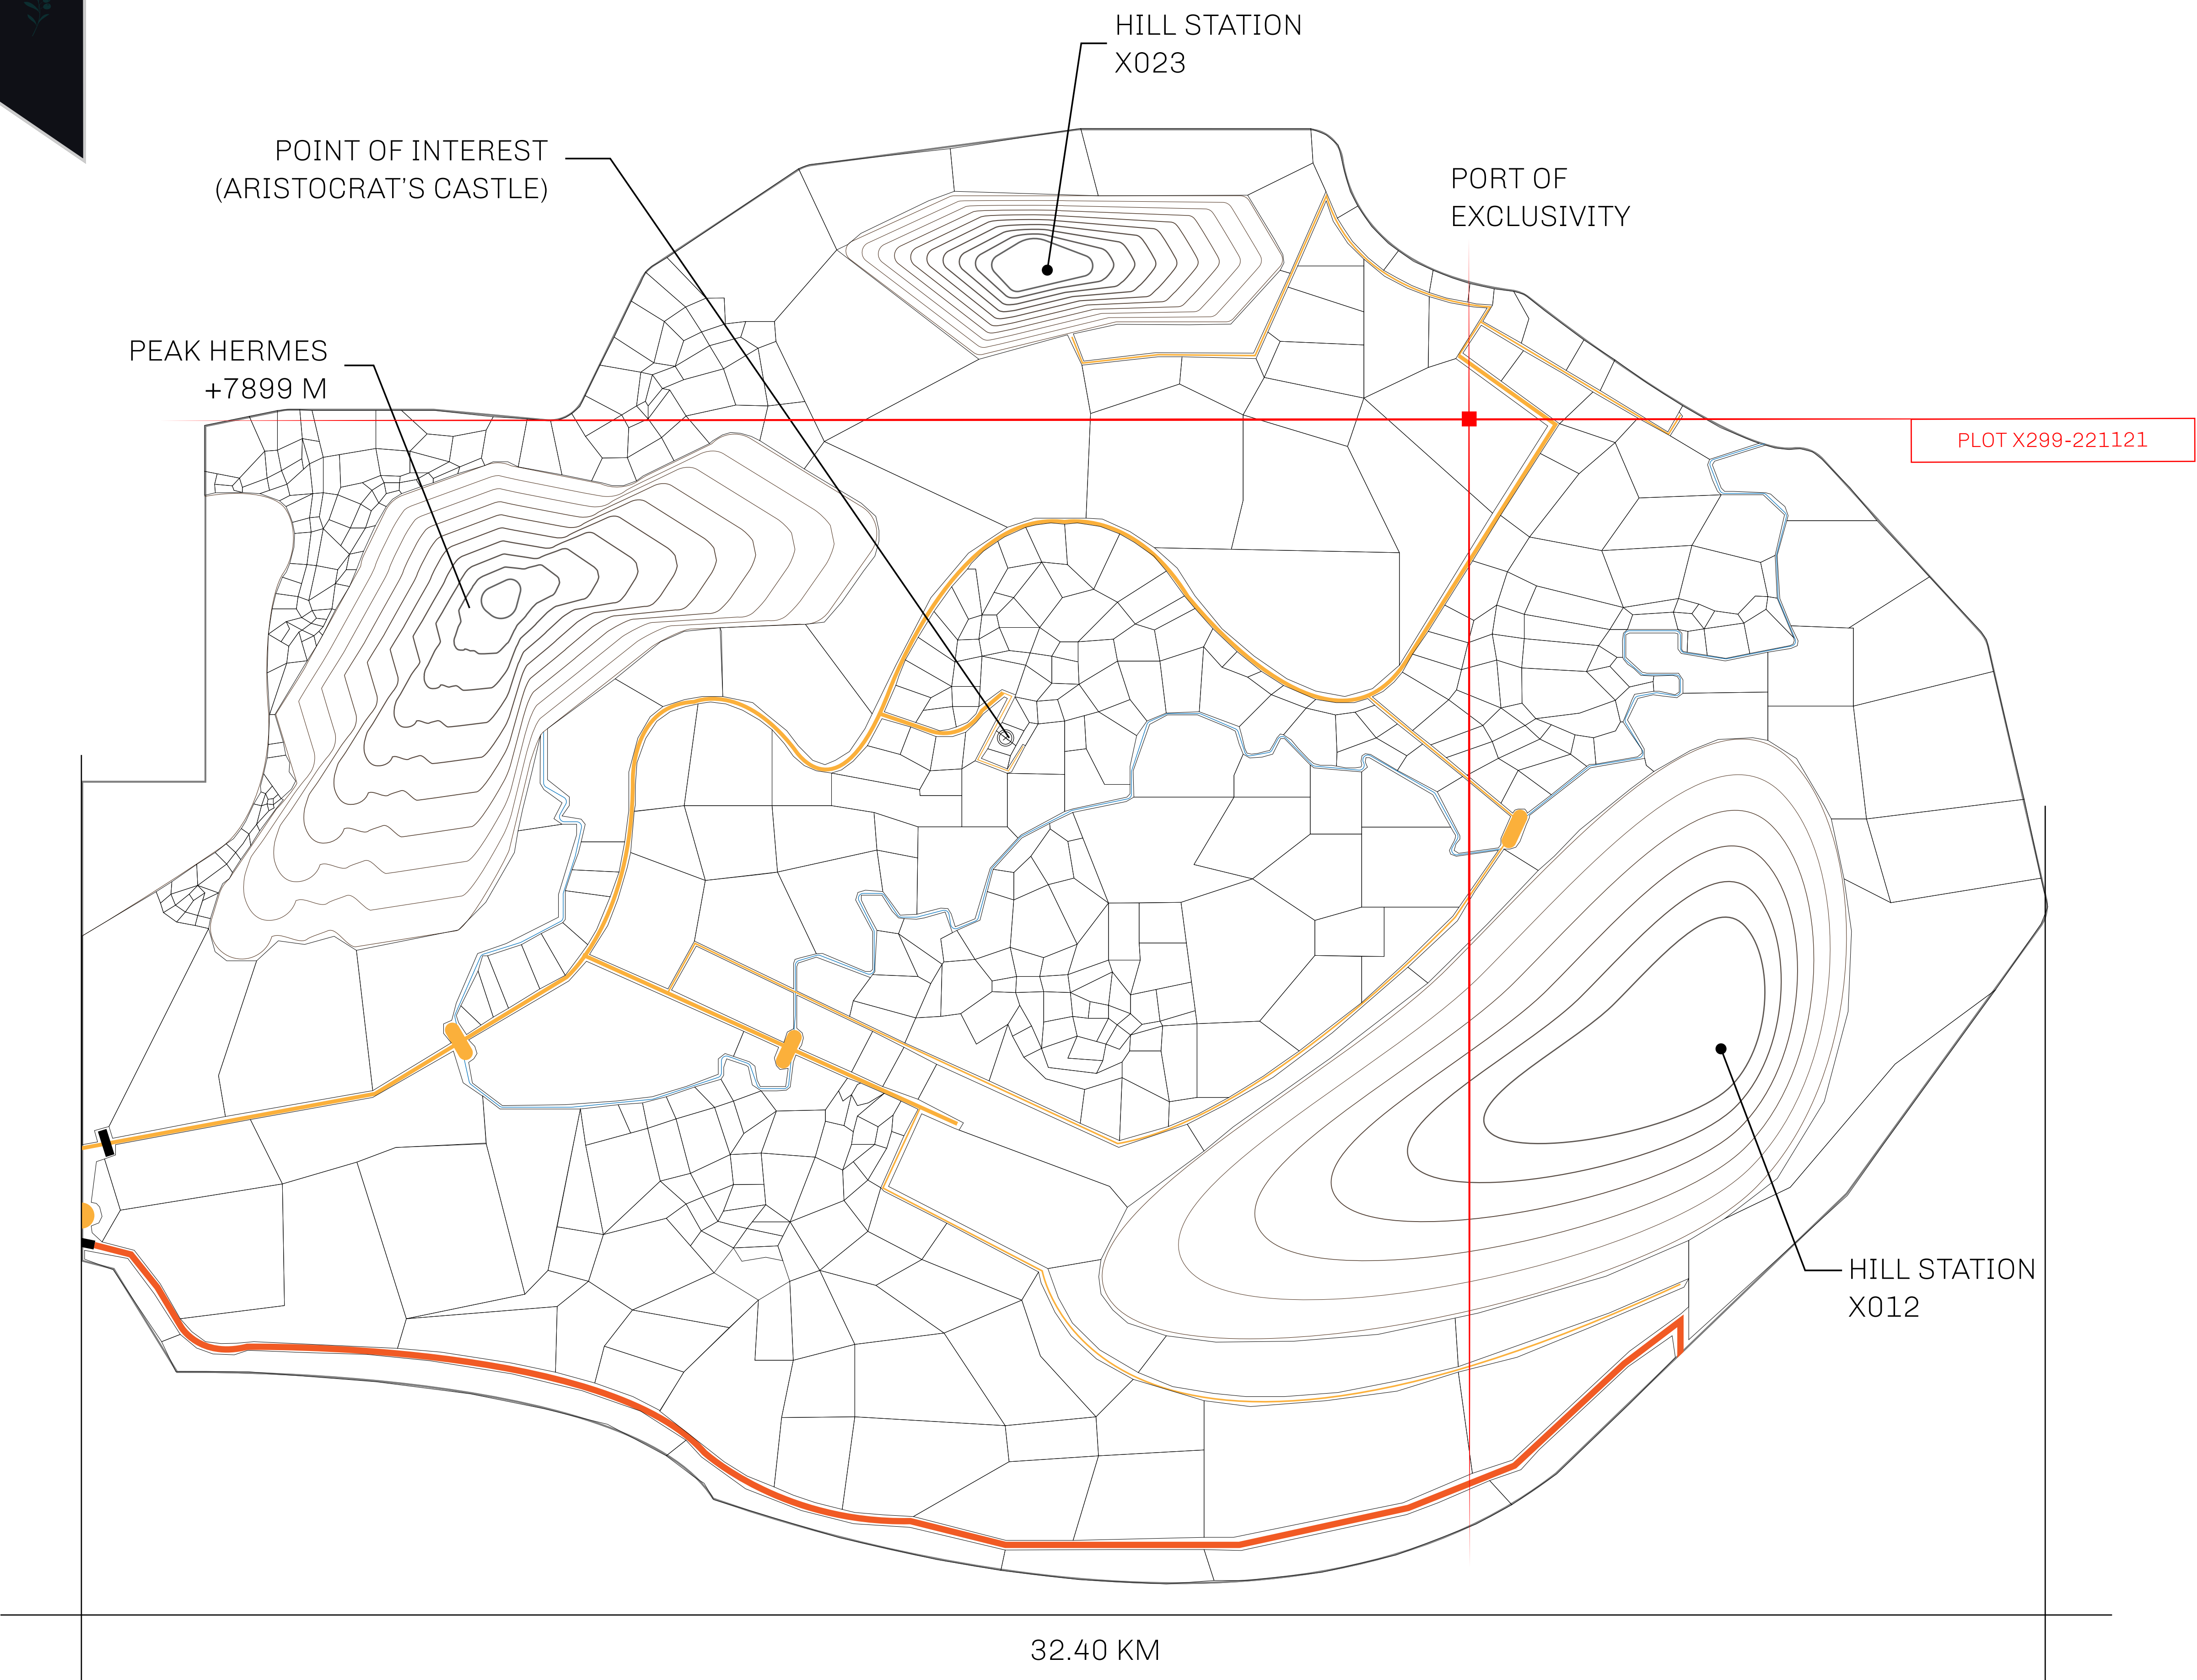 HILL STATION
X023
POINT OF INTEREST
(ARISTOCRAT'S CASTLE)
PORT OF
EXCLUSIVITY
PEAK HERMES
+7899 M
PLOT X299-221121
HILL STATION
X012
32.40 KM